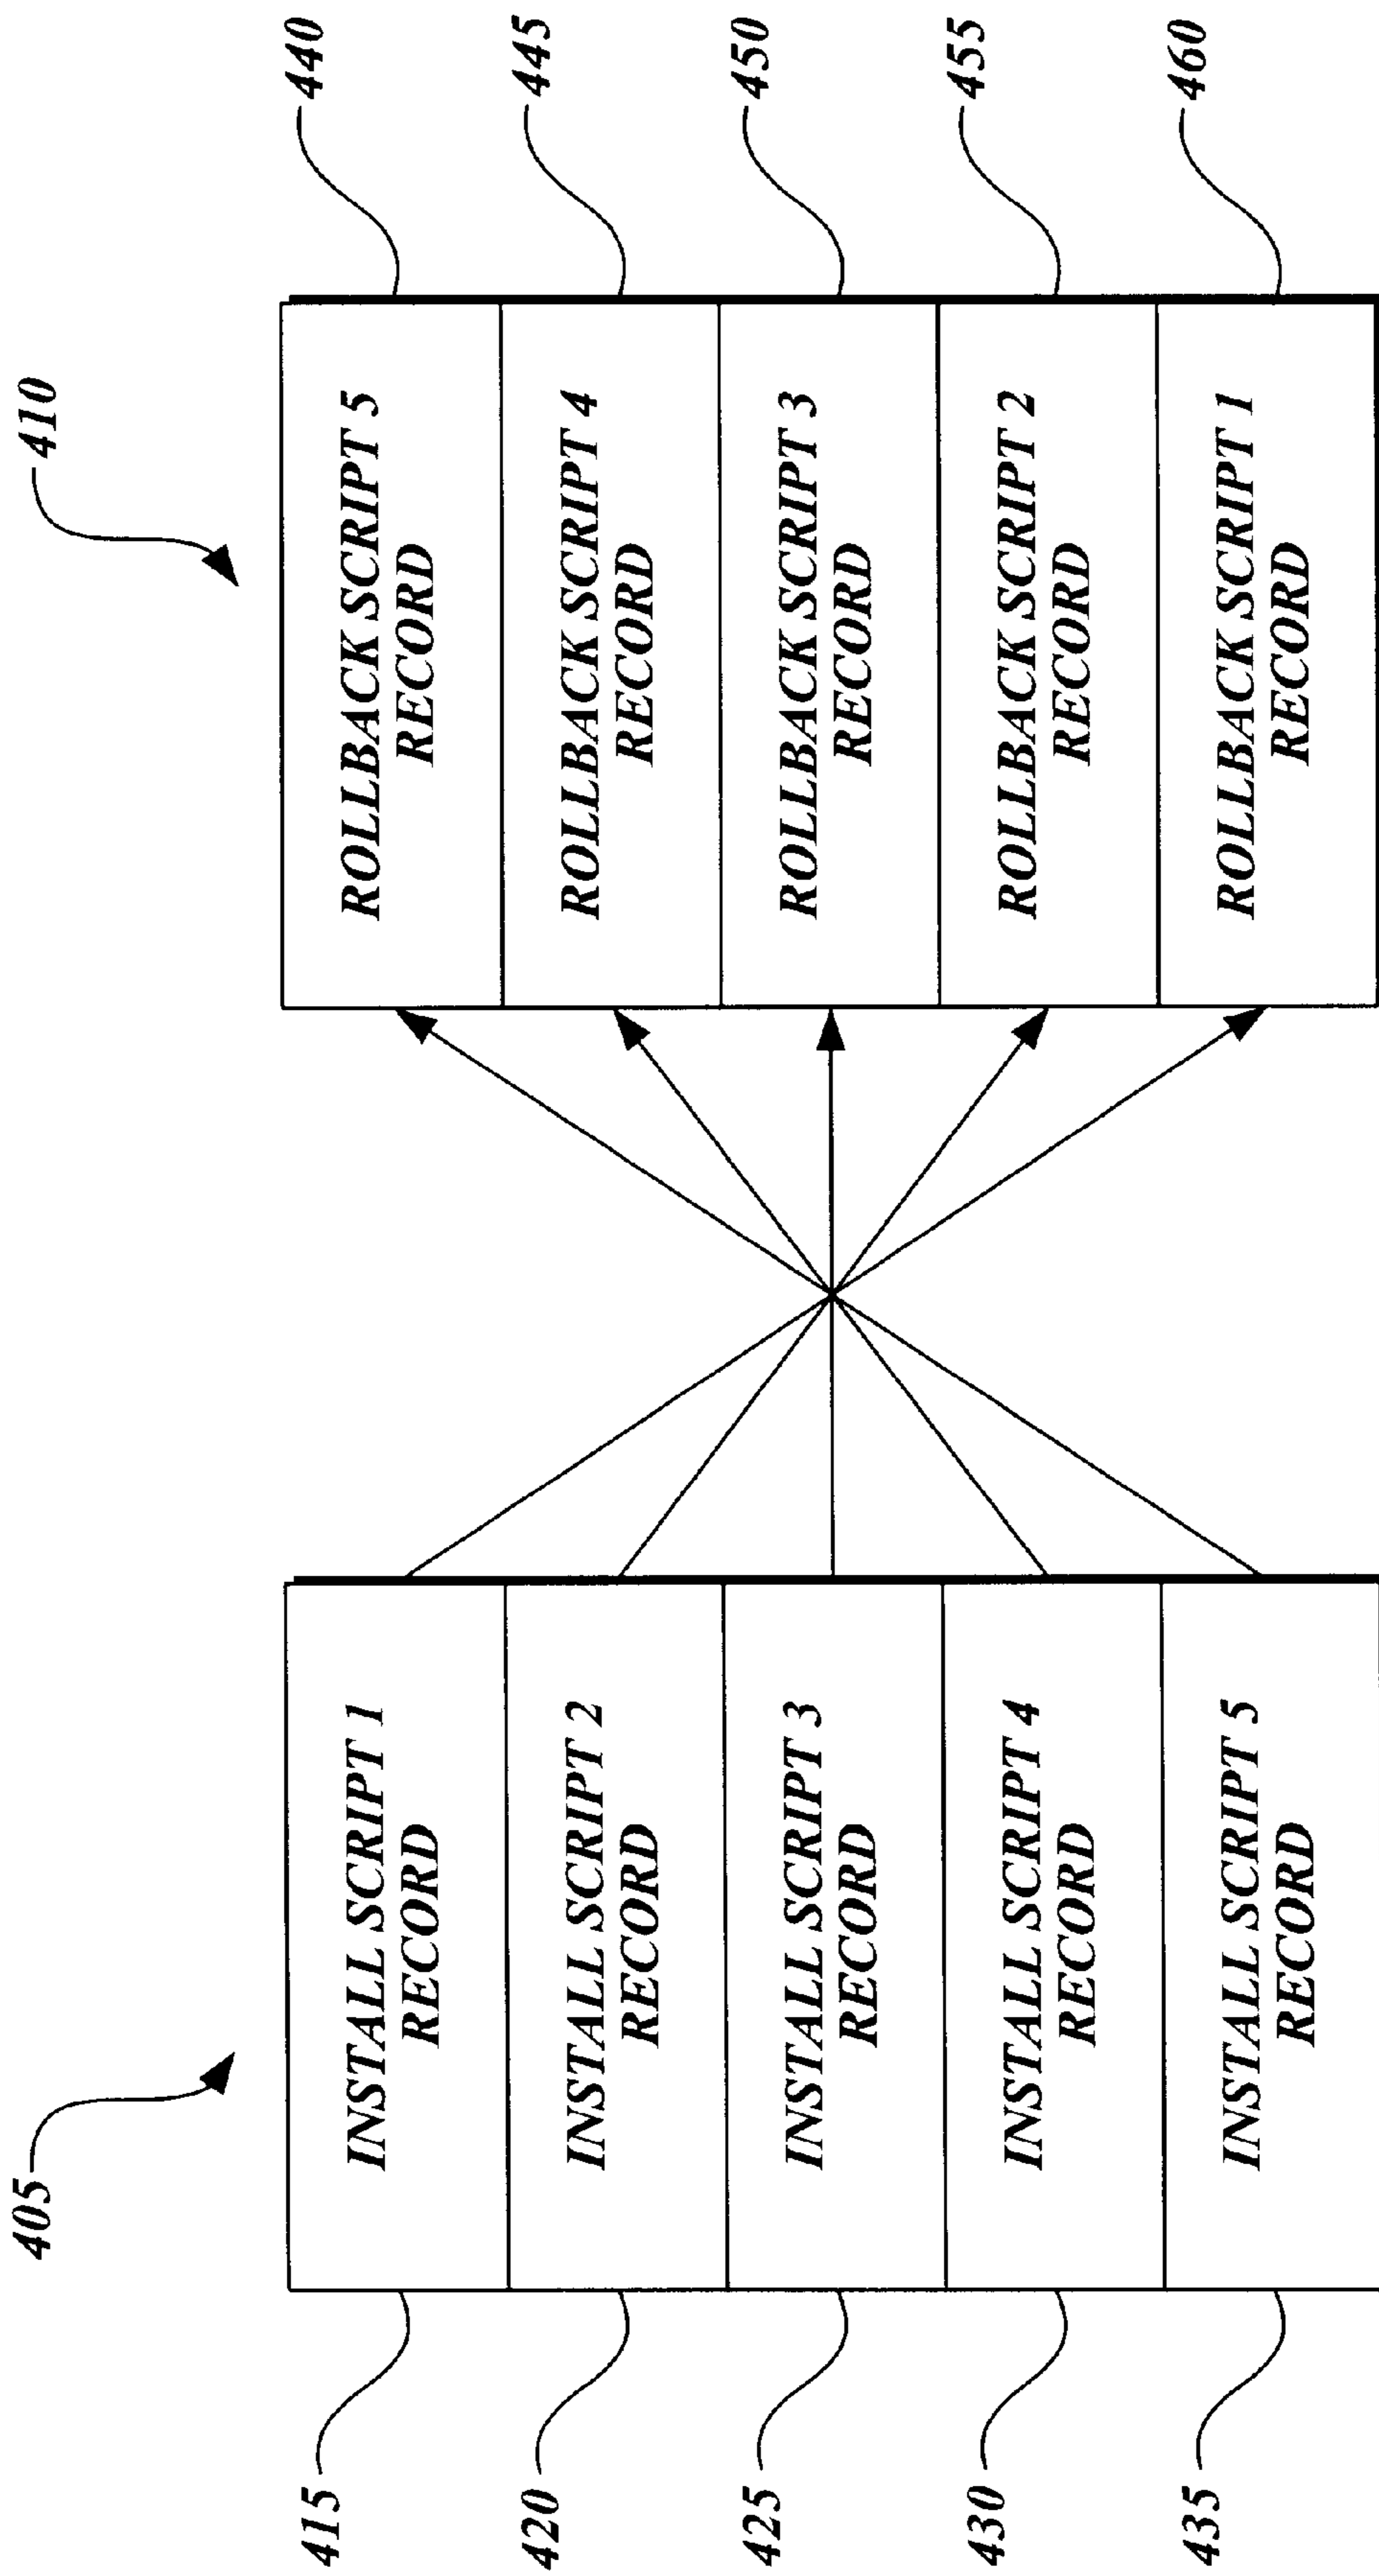 405
410
415
INSTALL SCRIPT 1
RECORD
420
INSTALL SCRIPT 2
RECORD
425
INSTALL SCRIPT 3
RECORD
430
INSTALL SCRIPT 4
RECORD
435
INSTALL SCRIPT 5
RECORD
ROLLBACK SCRIPT 5
RECORD
440
ROLLBACK SCRIPT 4
RECORD
445
ROLLBACK SCRIPT 3
RECORD
450
ROLLBACK SCRIPT 2
RECORD
455
ROLLBACK SCRIPT 1
RECORD
460